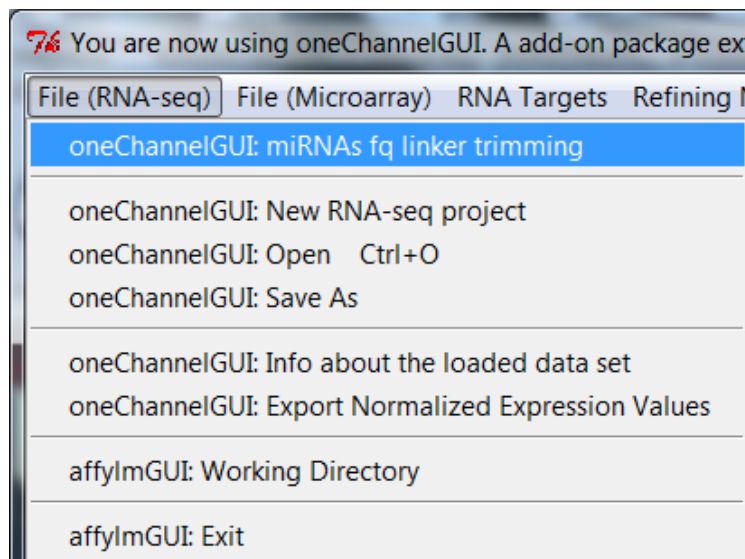 You are now using oneChannelGUI. A add-on package ex
File (RNA-seq) File (Microarray) RNA Targets Refining
oneChannelGUI: miRNAs fq linker trimming
oneChannelGUI: New RNA-seq project
oneChannelGUI: Open Ctrl+O
oneChannelGUI: Save As
oneChannelGUI: Info about the loaded data set
oneChannelGUI: Export Normalized Expression Values
affylmGUI: Working Directory
affylmGUI: Exit